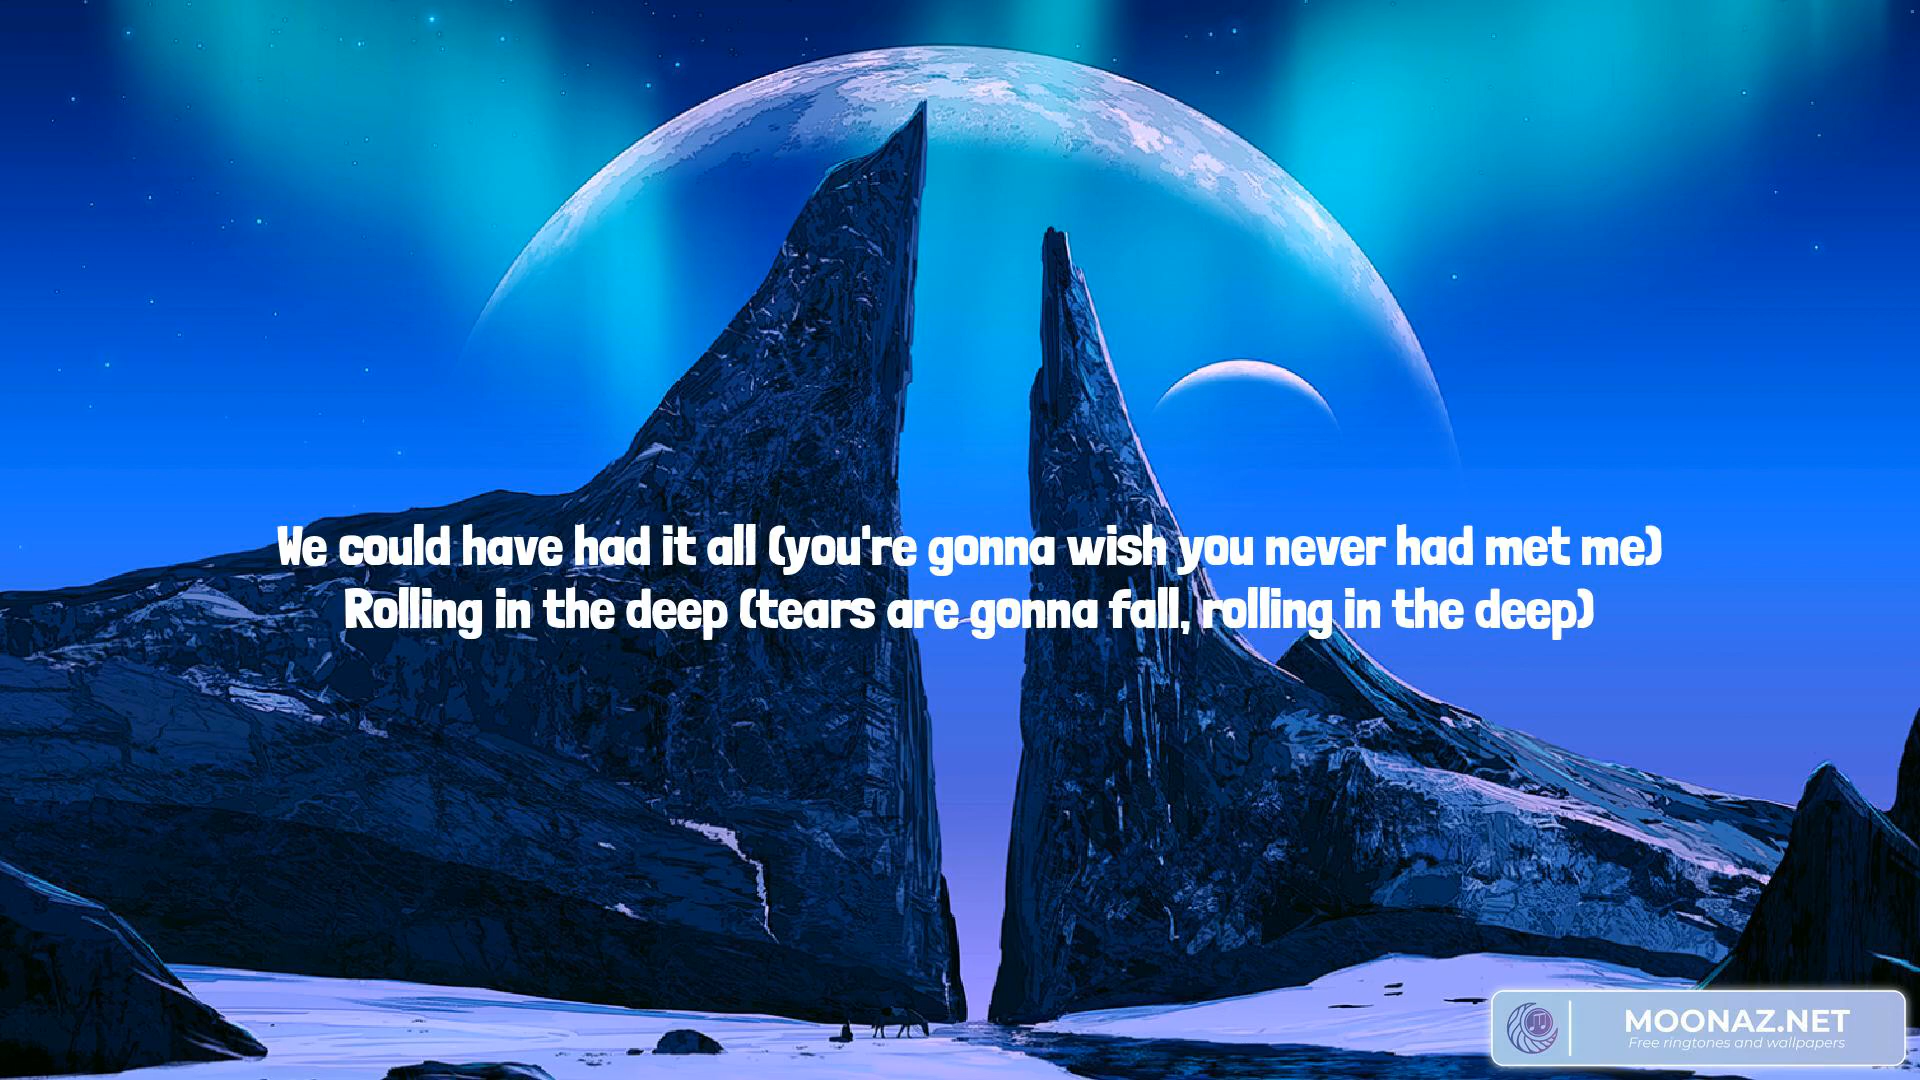 We could have had it all (you're gonna wish you never had met me)
Rolling in the deep (tears are gonna fall, rolling in the deep)
MOONAZ.NET
Free ringtones and wallpapers